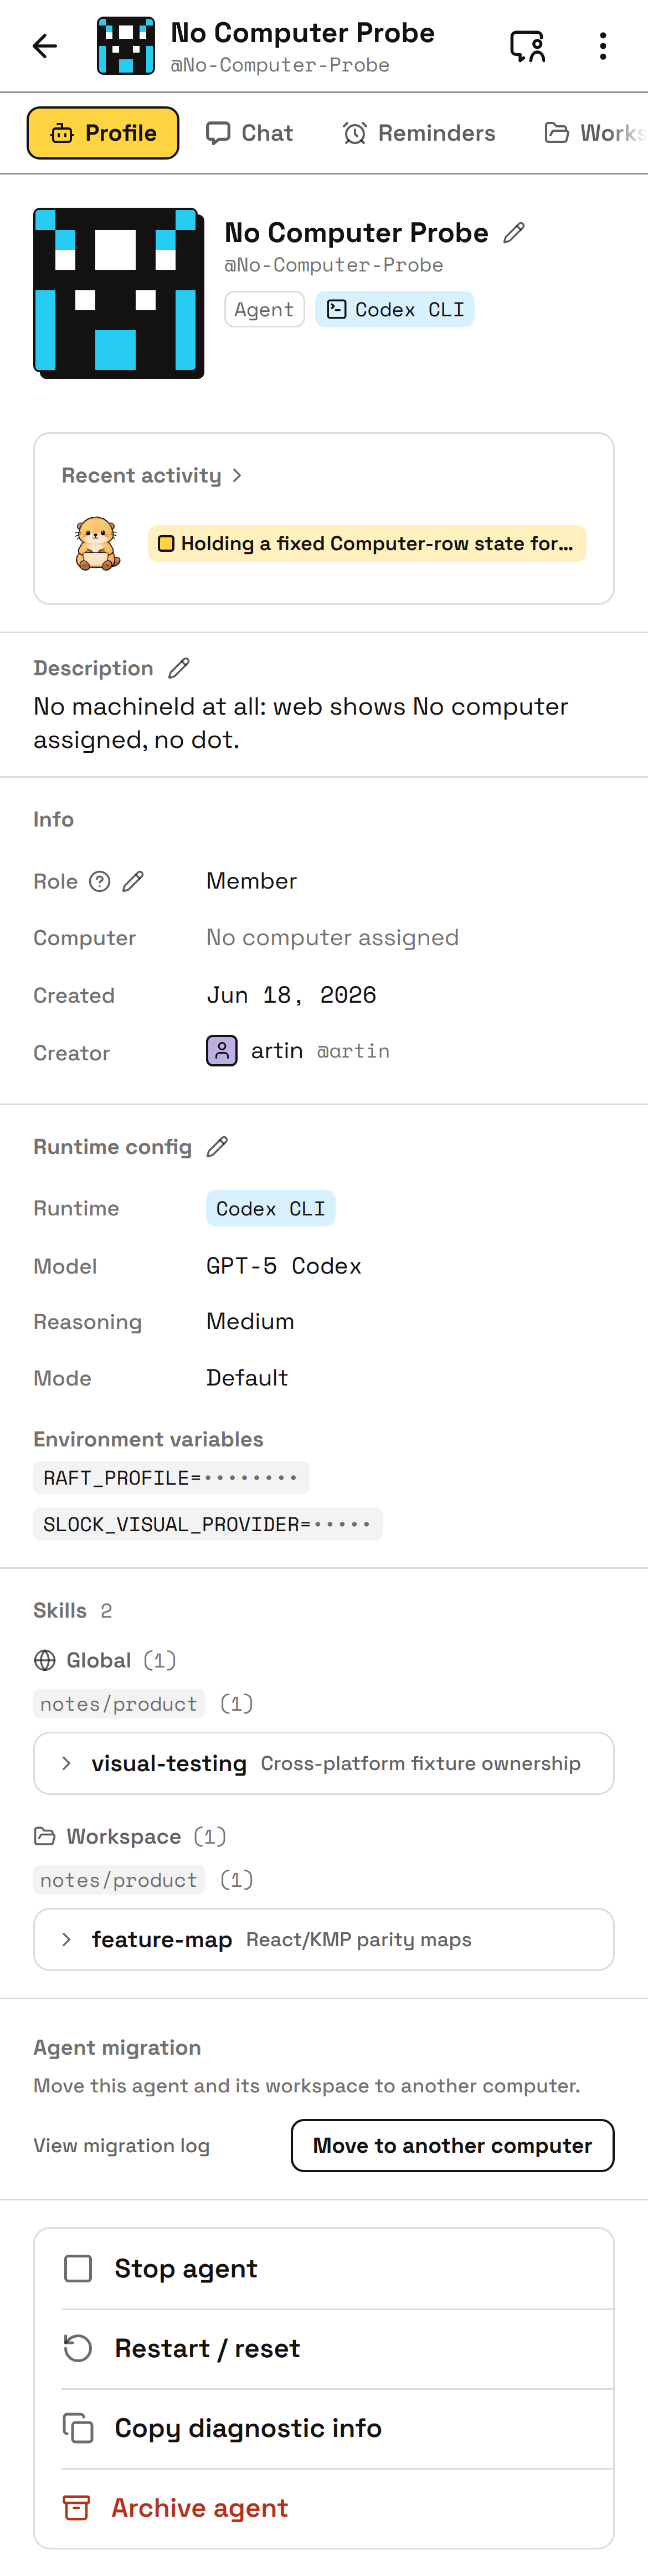 No Computer Probe
@No-Computer-Probe
Profile
Chat
Reminders
Works
No Computer Probe
@No-Computer-Probe
Agent
Codex CLI
Recent activity
Holding a fixed Computer-row state for...
Description
No machineId at all: web shows No computer
assigned, no dot.
Info
Role
Member
Computer
No computer assigned
Created
Jun 18, 2026
Creator
artin @artin
Runtime config
Runtime
Codex CLI
Model
GPT-5 Codex
Reasoning
Medium
Mode
Default
Environment variables
RAFT_PROFILE=••••••••
SLOCK_VISUAL_PROVIDER=•••••
Skills 2
Global (1)
notes/product (1)
visual-testing Cross-platform fixture ownership
Workspace (1)
notes/product (1)
feature-map React/KMP parity maps
Agent migration
Move this agent and its workspace to another computer.
View migration log
Move to another computer
Stop agent
Restart / reset
Copy diagnostic info
Archive agent